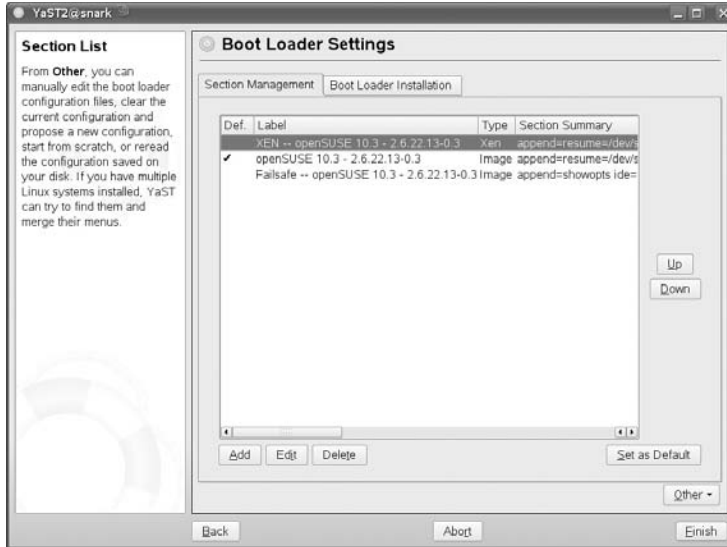 YaST2@snark
Section List
From Other, you can
manually edit the boot loader
configuration files, clear the
current configuration and
propose a new configuration,
start from scratch, or reread
the configuration saved on
your disk. If you have multiple
Linux systems installed, YaST
can try to find them and
merge their menus.
Boot Loader Settings
Section Management Boot Loader Installation
Def. Label Type Section Summary
XEN -- openSUSE 10.3 - 2.6.22.13-0.3 Xen append=resume=/dev/s
✔ openSUSE 10.3 - 2.6.22.13-0.3 Image append=resume=/dev/s
Failsafe -- openSUSE 10.3 - 2.6.22.13-0.3 Image append=showopts ide=
Up
Down
Add Edit Delete Set as Default
Other
Back Abort Finish